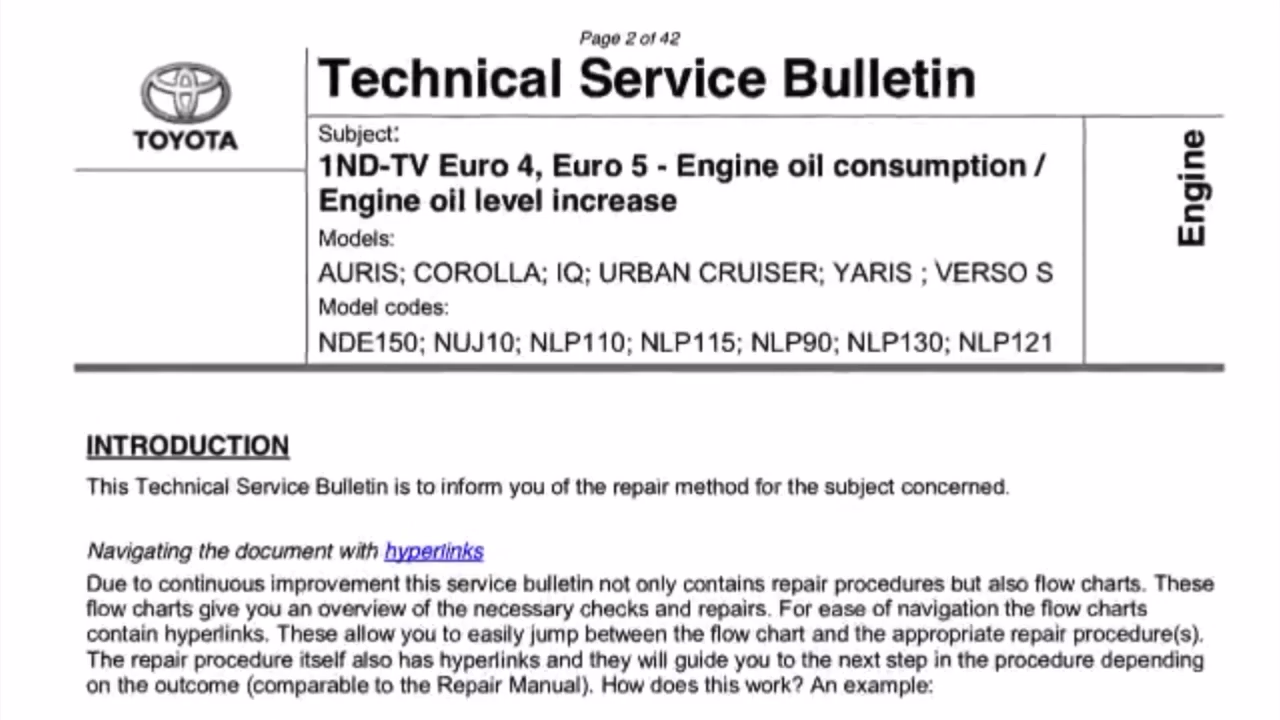 Page 2 of 42
TOYOTA
Technical Service Bulletin
Subject:
1ND-TV Euro 4, Euro 5 - Engine oil consumption /
Engine oil level increase
Models:
AURIS; COROLLA; IQ; URBAN CRUISER; YARIS ; VERSO S
Model codes:
NDE150; NUJ10; NLP110; NLP115; NLP90; NLP130; NLP121
Engine
INTRODUCTION
This Technical Service Bulletin is to inform you of the repair method for the subject concerned.
Navigating the document with hyperlinks
Due to continuous improvement this service bulletin not only contains repair procedures but also flow charts. These
flow charts give you an overview of the necessary checks and repairs. For ease of navigation the flow charts
contain hyperlinks. These allow you to easily jump between the flow chart and the appropriate repair procedure(s).
The repair procedure itself also has hyperlinks and they will guide you to the next step in the procedure depending
on the outcome (comparable to the Repair Manual). How does this work? An example: